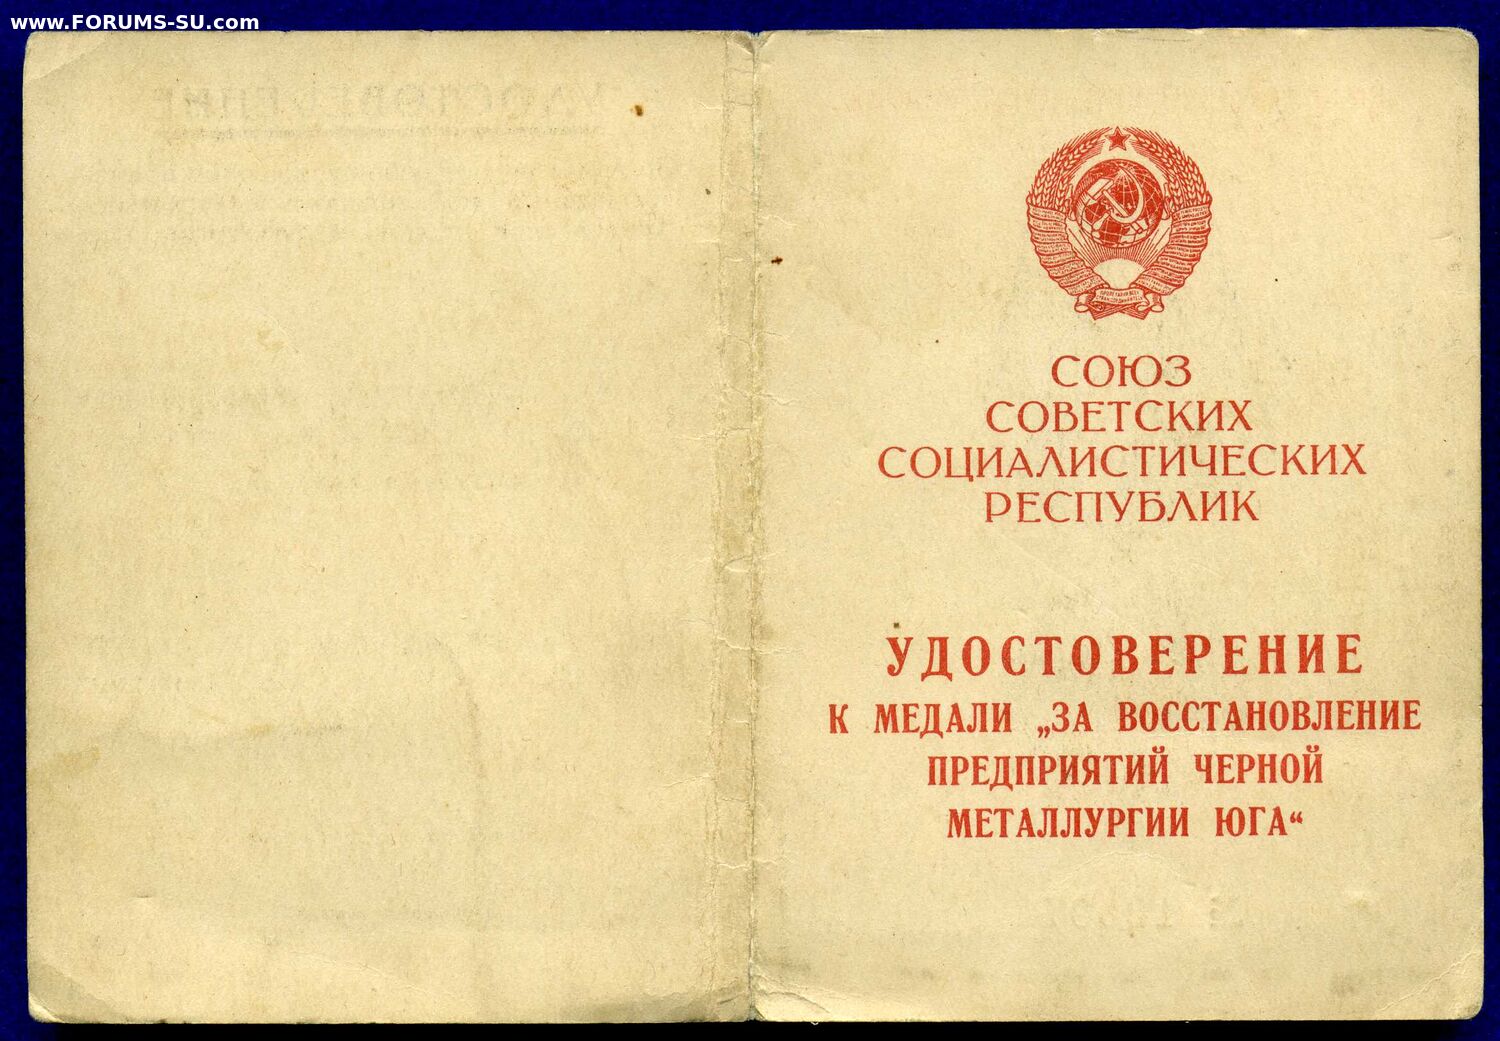 www.FORUMS-SU.com
СОЮЗ
СОВЕТСКИХ
СОЦИАЛИСТИЧЕСКИХ
РЕСПУБЛИК
УДОСТОВЕРЕНИЕ
К МЕДАЛИ „ЗА ВОССТАНОВЛЕНИЕ
ПРЕДПРИЯТИЙ ЧЕРНОЙ
МЕТАЛЛУРГИИ ЮГА“